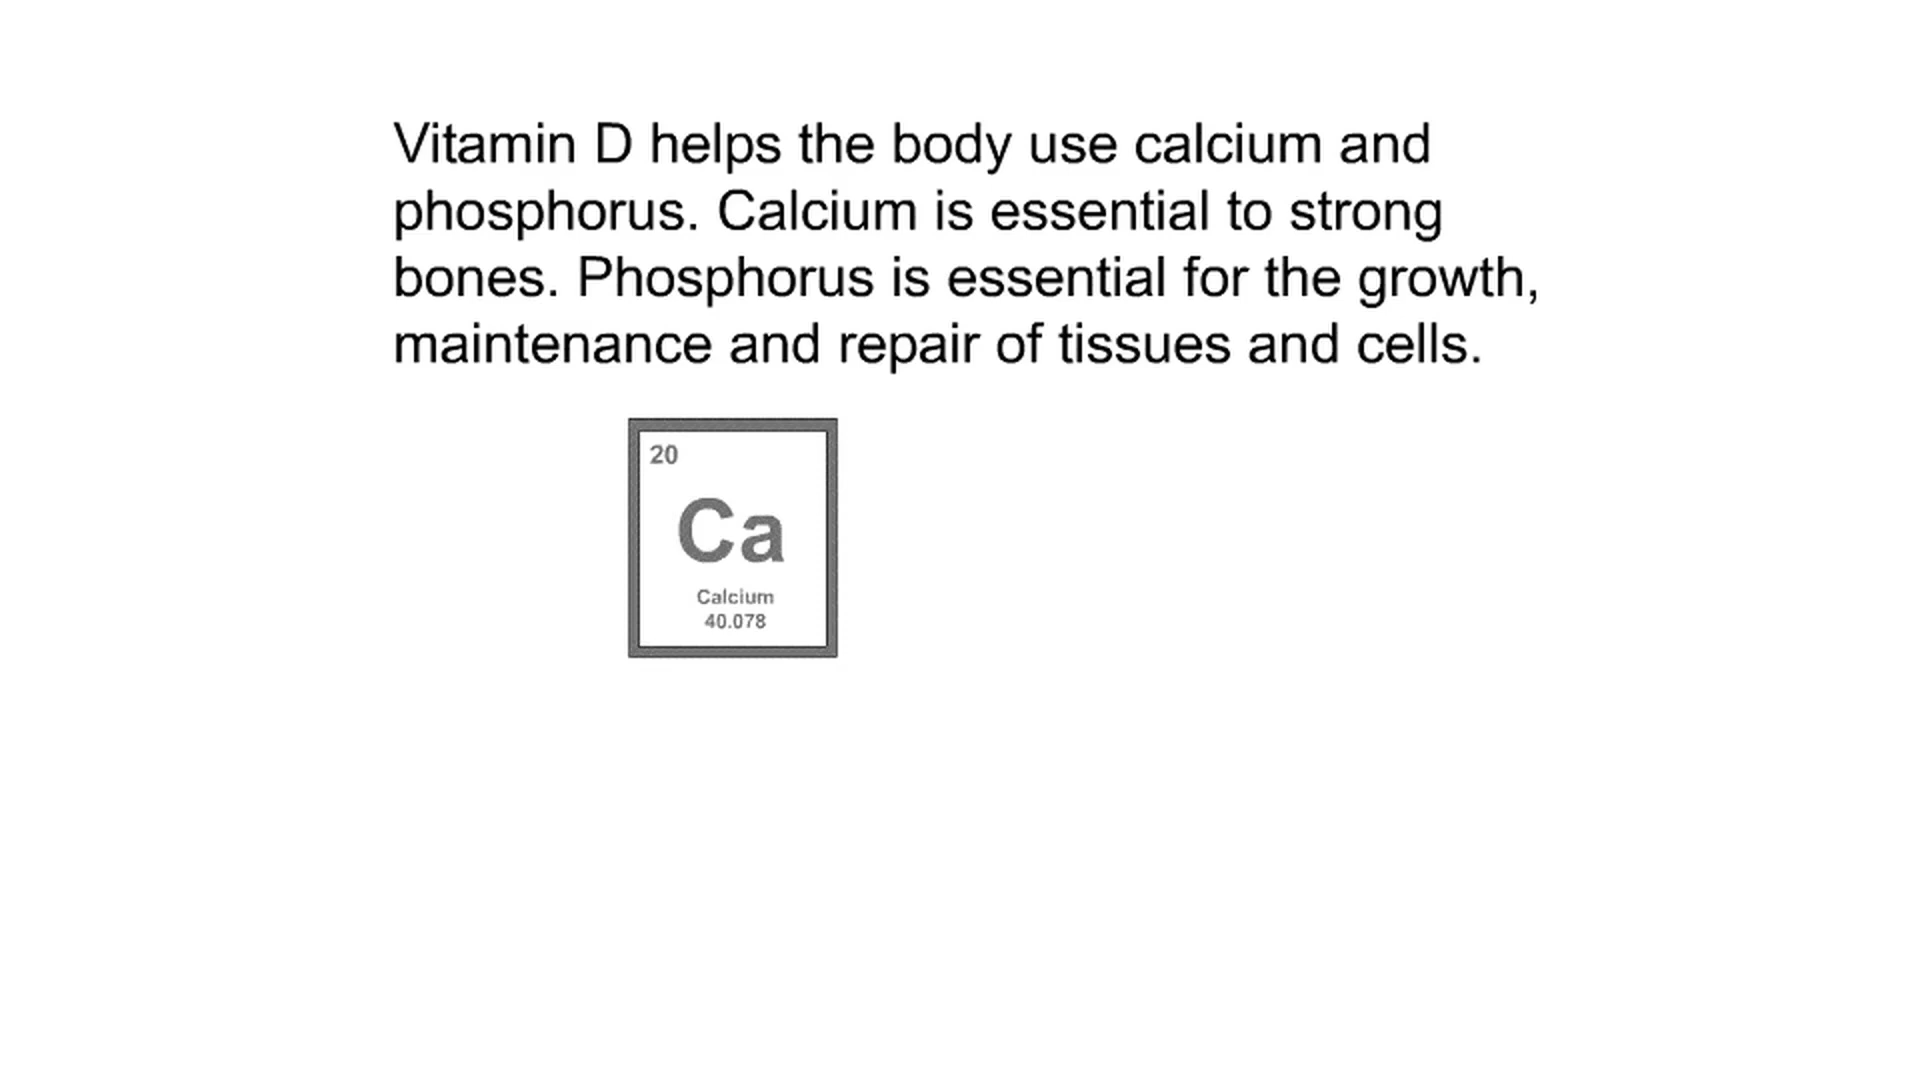 Vitamin D helps the body use calcium and
phosphorus. Calcium is essential to strong
bones. Phosphorus is essential for the growth,
maintenance and repair of tissues and cells.
20
Ca
Calcium
40.078